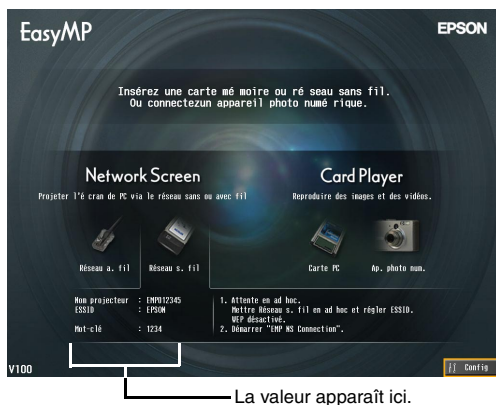 EasyMP
EPSON
Insérez une carte mé moire ou ré seau sans fil.
Ou connectezun appareil photo numé rique.
Network Screen
Projeter l'é cran de PC via le réseau sans ou avec fil
Réseau a. fil
Réseau s. fil
Card Player
Reproduire des images et des vidéos.
Carte PC
Ap. photo num.
Nom projecteur : EMP012345
ESSID : EPSON
Mot-clé : 1234
1. Attente en ad hoc.
Mettre Réseau s. fil en ad hoc et régler ESSID.
WEP désactivé.
2. Démarrer "EMP NS Connection".
V100
Config
La valeur apparaît ici.